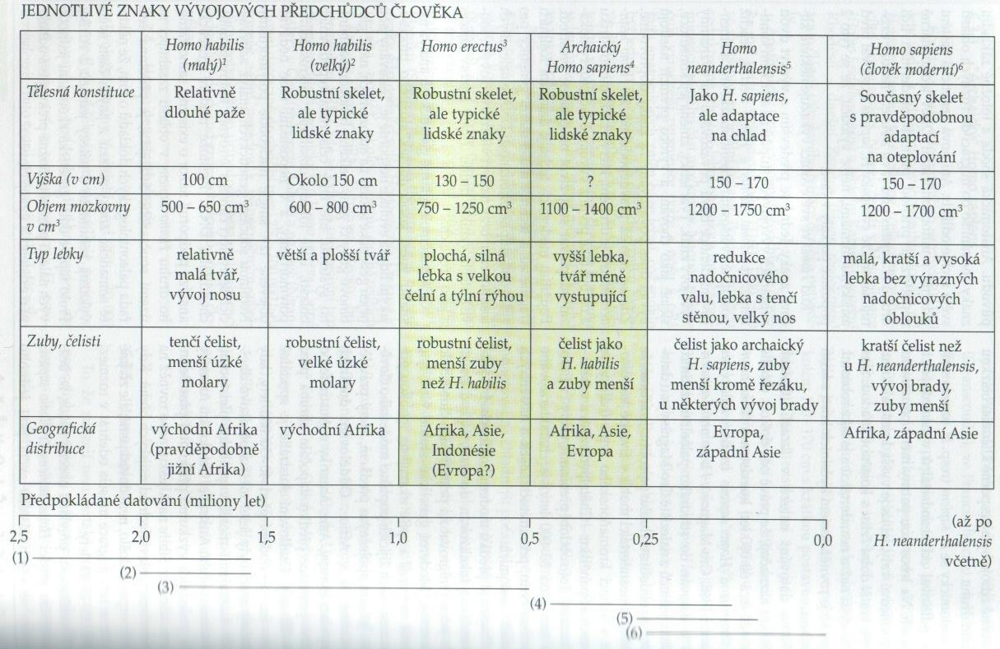 JEDNOTLIVÉ ZNAKY VÝVOJOVÝCH PŘEDCHŮDCŮ ČLOVĚKA
Homo habilis
(malý)¹
Homo habilis
(velký)²
Homo erectus³
Archaický
Homo sapiens⁴
Homo
neanderthalensis⁵
Homo sapiens
(člověk moderní)⁶
Tělesná konstituce
Relativně
dlouhé paže
Robustní skelet,
ale typické
lidské znaky
Robustní skelet,
ale typické
lidské znaky
Robustní skelet,
ale typické
lidské znaky
Jako H. sapiens,
ale adaptace
na chlad
Současný skelet
s pravděpodobnou
adaptací
na oteplování
Výška (v cm)
100 cm
Okolo 150 cm
130 – 150
?
150 – 170
150 – 170
Objem mozkovny
v cm³
500 – 650 cm³
600 – 800 cm³
750 – 1250 cm³
1100 – 1400 cm³
1200 – 1750 cm³
1200 – 1700 cm³
Typ lebky
relativně
malá tvář,
vývoj nosu
větší a plošší tvář
plochá, silná
lebka s velkou
čelní a týlní rýhou
vyšší lebka,
tvář méně
vystupující
redukce
nadočnicového
valu, lebka s tenčí
stěnou, velký nos
malá, kratší a vysoká
lebka bez výrazných
nadočnicových
oblouků
Zuby, čelisti
tenčí čelist,
menší úzké
molary
robustní čelist,
velké úzké
molary
robustní čelist,
menší zuby
než H. habilis
čelist jako
H. habilis
a zuby menší
čelist jako archaický
H. sapiens, zuby
menší kromě řezáku,
u některých vývoj brady
kratší čelist než
u H. neanderthalensis,
vývoj brady,
zuby menší
Geografická
distribuce
východní Afrika
(pravděpodobně
jižní Afrika)
východní Afrika
Afrika, Asie,
Indonésie
(Evropa?)
Afrika, Asie,
Evropa
Evropa,
západní Asie
Afrika, západní Asie
Předpokládané datování (miliony let)
2,5
2,0
1,5
1,0
0,5
0,25
0,0
(až po
H. neanderthalensis
včetně)
(1)
(2)
(3)
(4)
(5)
(6)